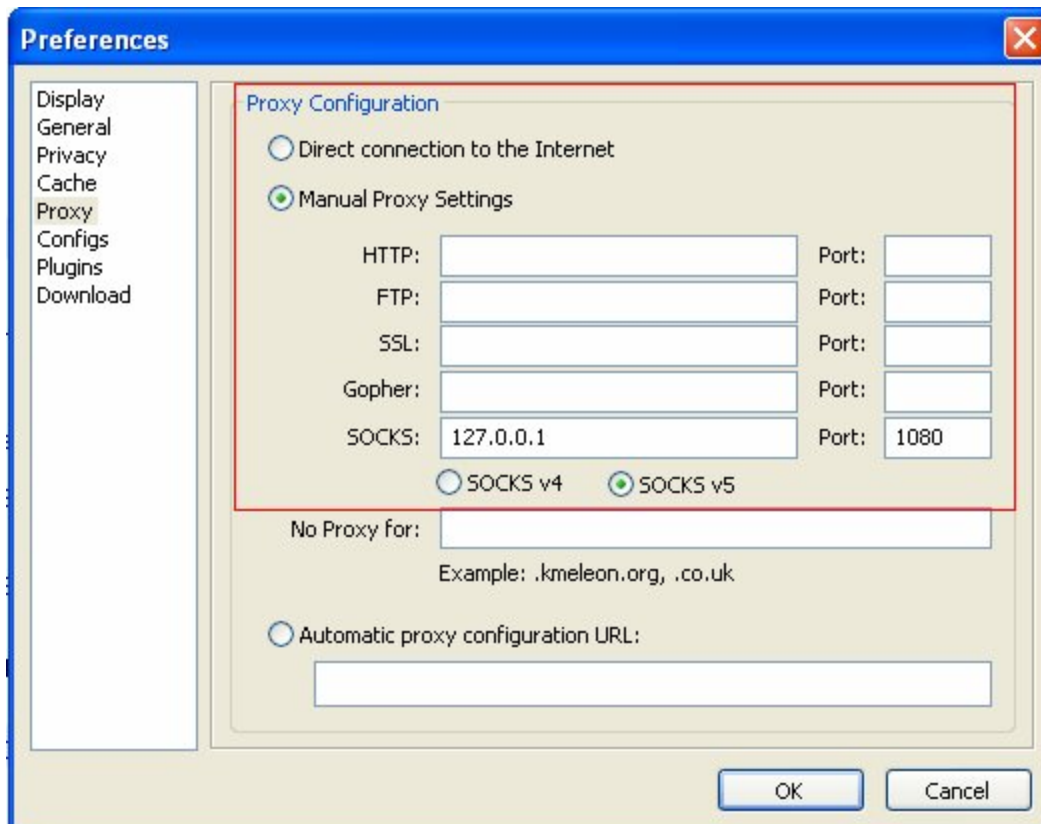 Preferences
Display
General
Privacy
Cache
Proxy
Configs
Plugins
Download
Proxy Configuration
Direct connection to the Internet
Manual Proxy Settings
HTTP: Port:
FTP: Port:
SSL: Port:
Gopher: Port:
SOCKS: 127.0.0.1 Port: 1080
SOCKS v4 SOCKS v5
No Proxy for:
Example: .kmeleon.org, .co.uk
Automatic proxy configuration URL:
OK Cancel